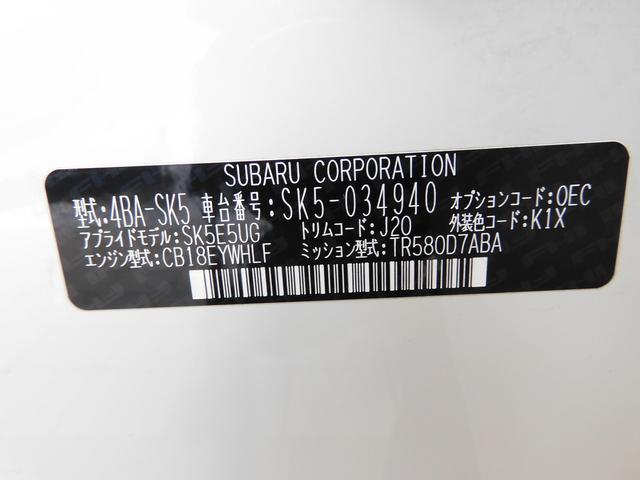 SUBARU CORPORATION
型式:4BA-SK5 車台番号:SK5-034940 オプションコード:0EC
アプライドモデル:SK5E5UG トリムコード:J20 外装色コード:K1X
エンジン型式:CB18EYWHLF ミッション型式:TR580D7ABA